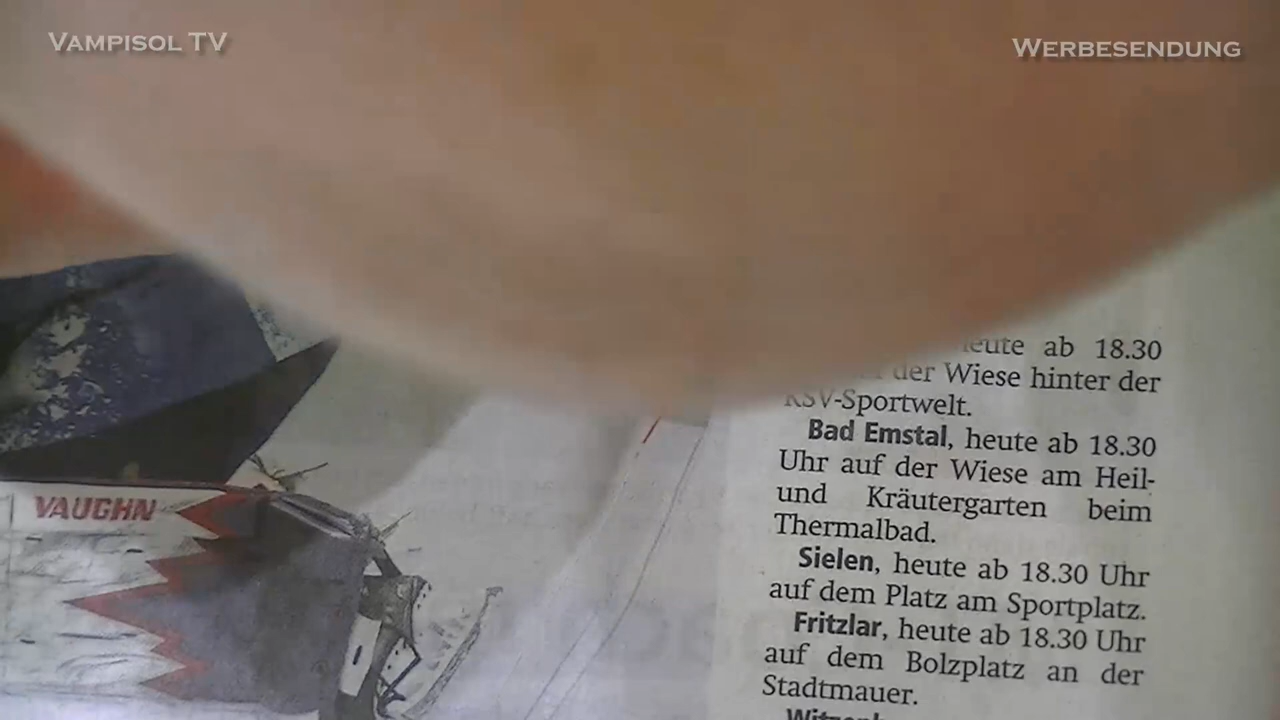 VAMPISOL TV
WERBESENDUNG
heute ab 18.30
der Wiese hinter der
KSV-Sportwelt.
Bad Emstal, heute ab 18.30
Uhr auf der Wiese am Heil-
und Kräutergarten beim
Thermalbad.
Sielen, heute ab 18.30 Uhr
auf dem Platz am Sportplatz.
Fritzlar, heute ab 18.30 Uhr
auf dem Bolzplatz an der
Stadtmauer.
VAUGHN